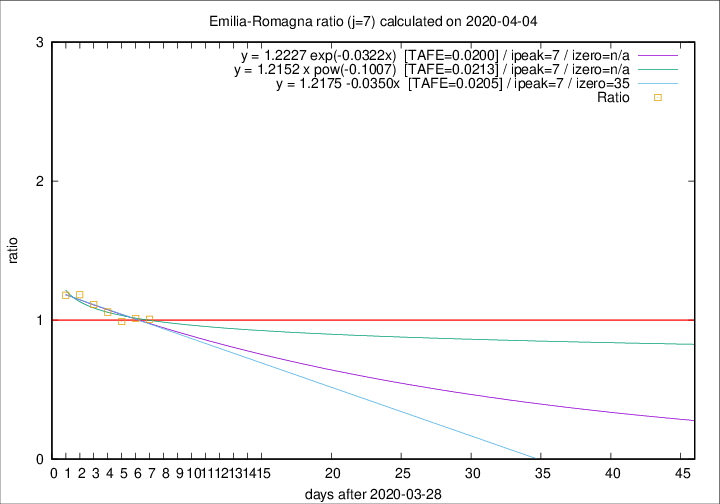 Emilia-Romagna ratio (j=7) calculated on 2020-04-04
y = 1.2227 exp(-0.0322x)  [TAFE=0.0200] / ipeak=7 / izero=n/a
y = 1.2152 x pow(-0.1007)  [TAFE=0.0213] / ipeak=7 / izero=n/a
y = 1.2175 -0.0350x  [TAFE=0.0205] / ipeak=7 / izero=35
Ratio
3
2
1
0
ratio
0 1 2 3 4 5 6 7 8 9 10 11 12 13 14 15 20 25 30 35 40 45
days after 2020-03-28